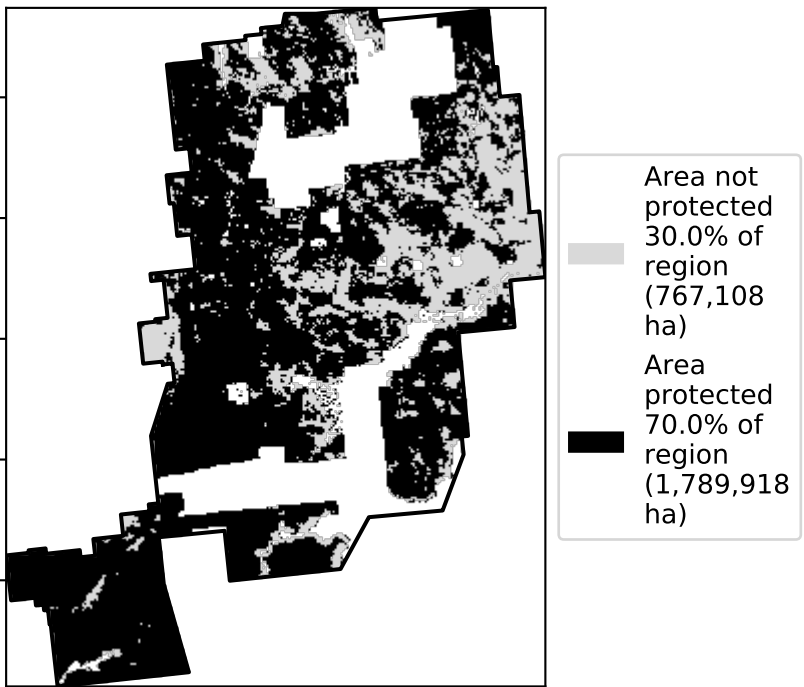 Area not
protected
30.0% of
region
(767,108
ha)
Area
protected
70.0% of
region
(1,789,918
ha)